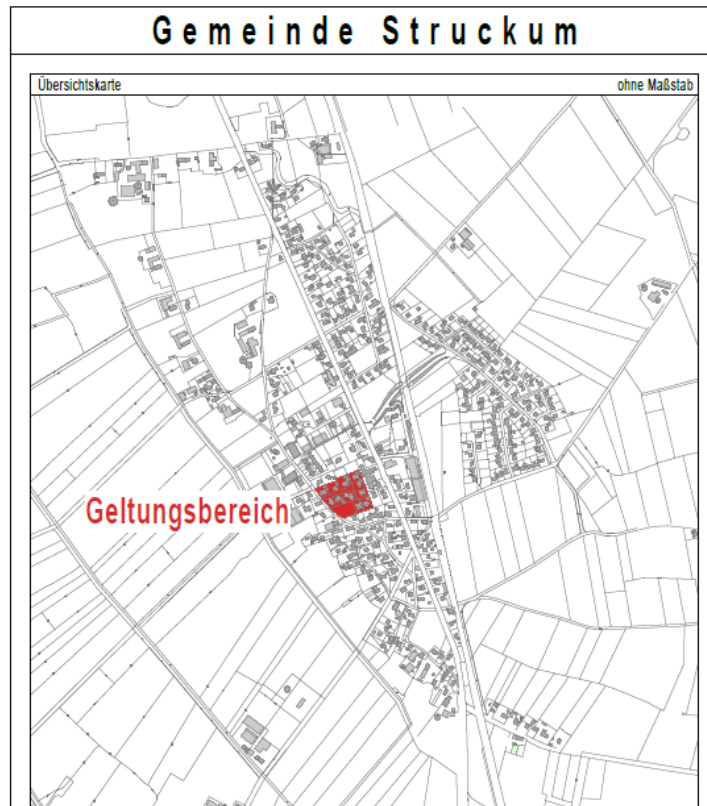 Gemeinde Struckum
Übersichtskarte
ohne Maßstab
Geltungsbereich